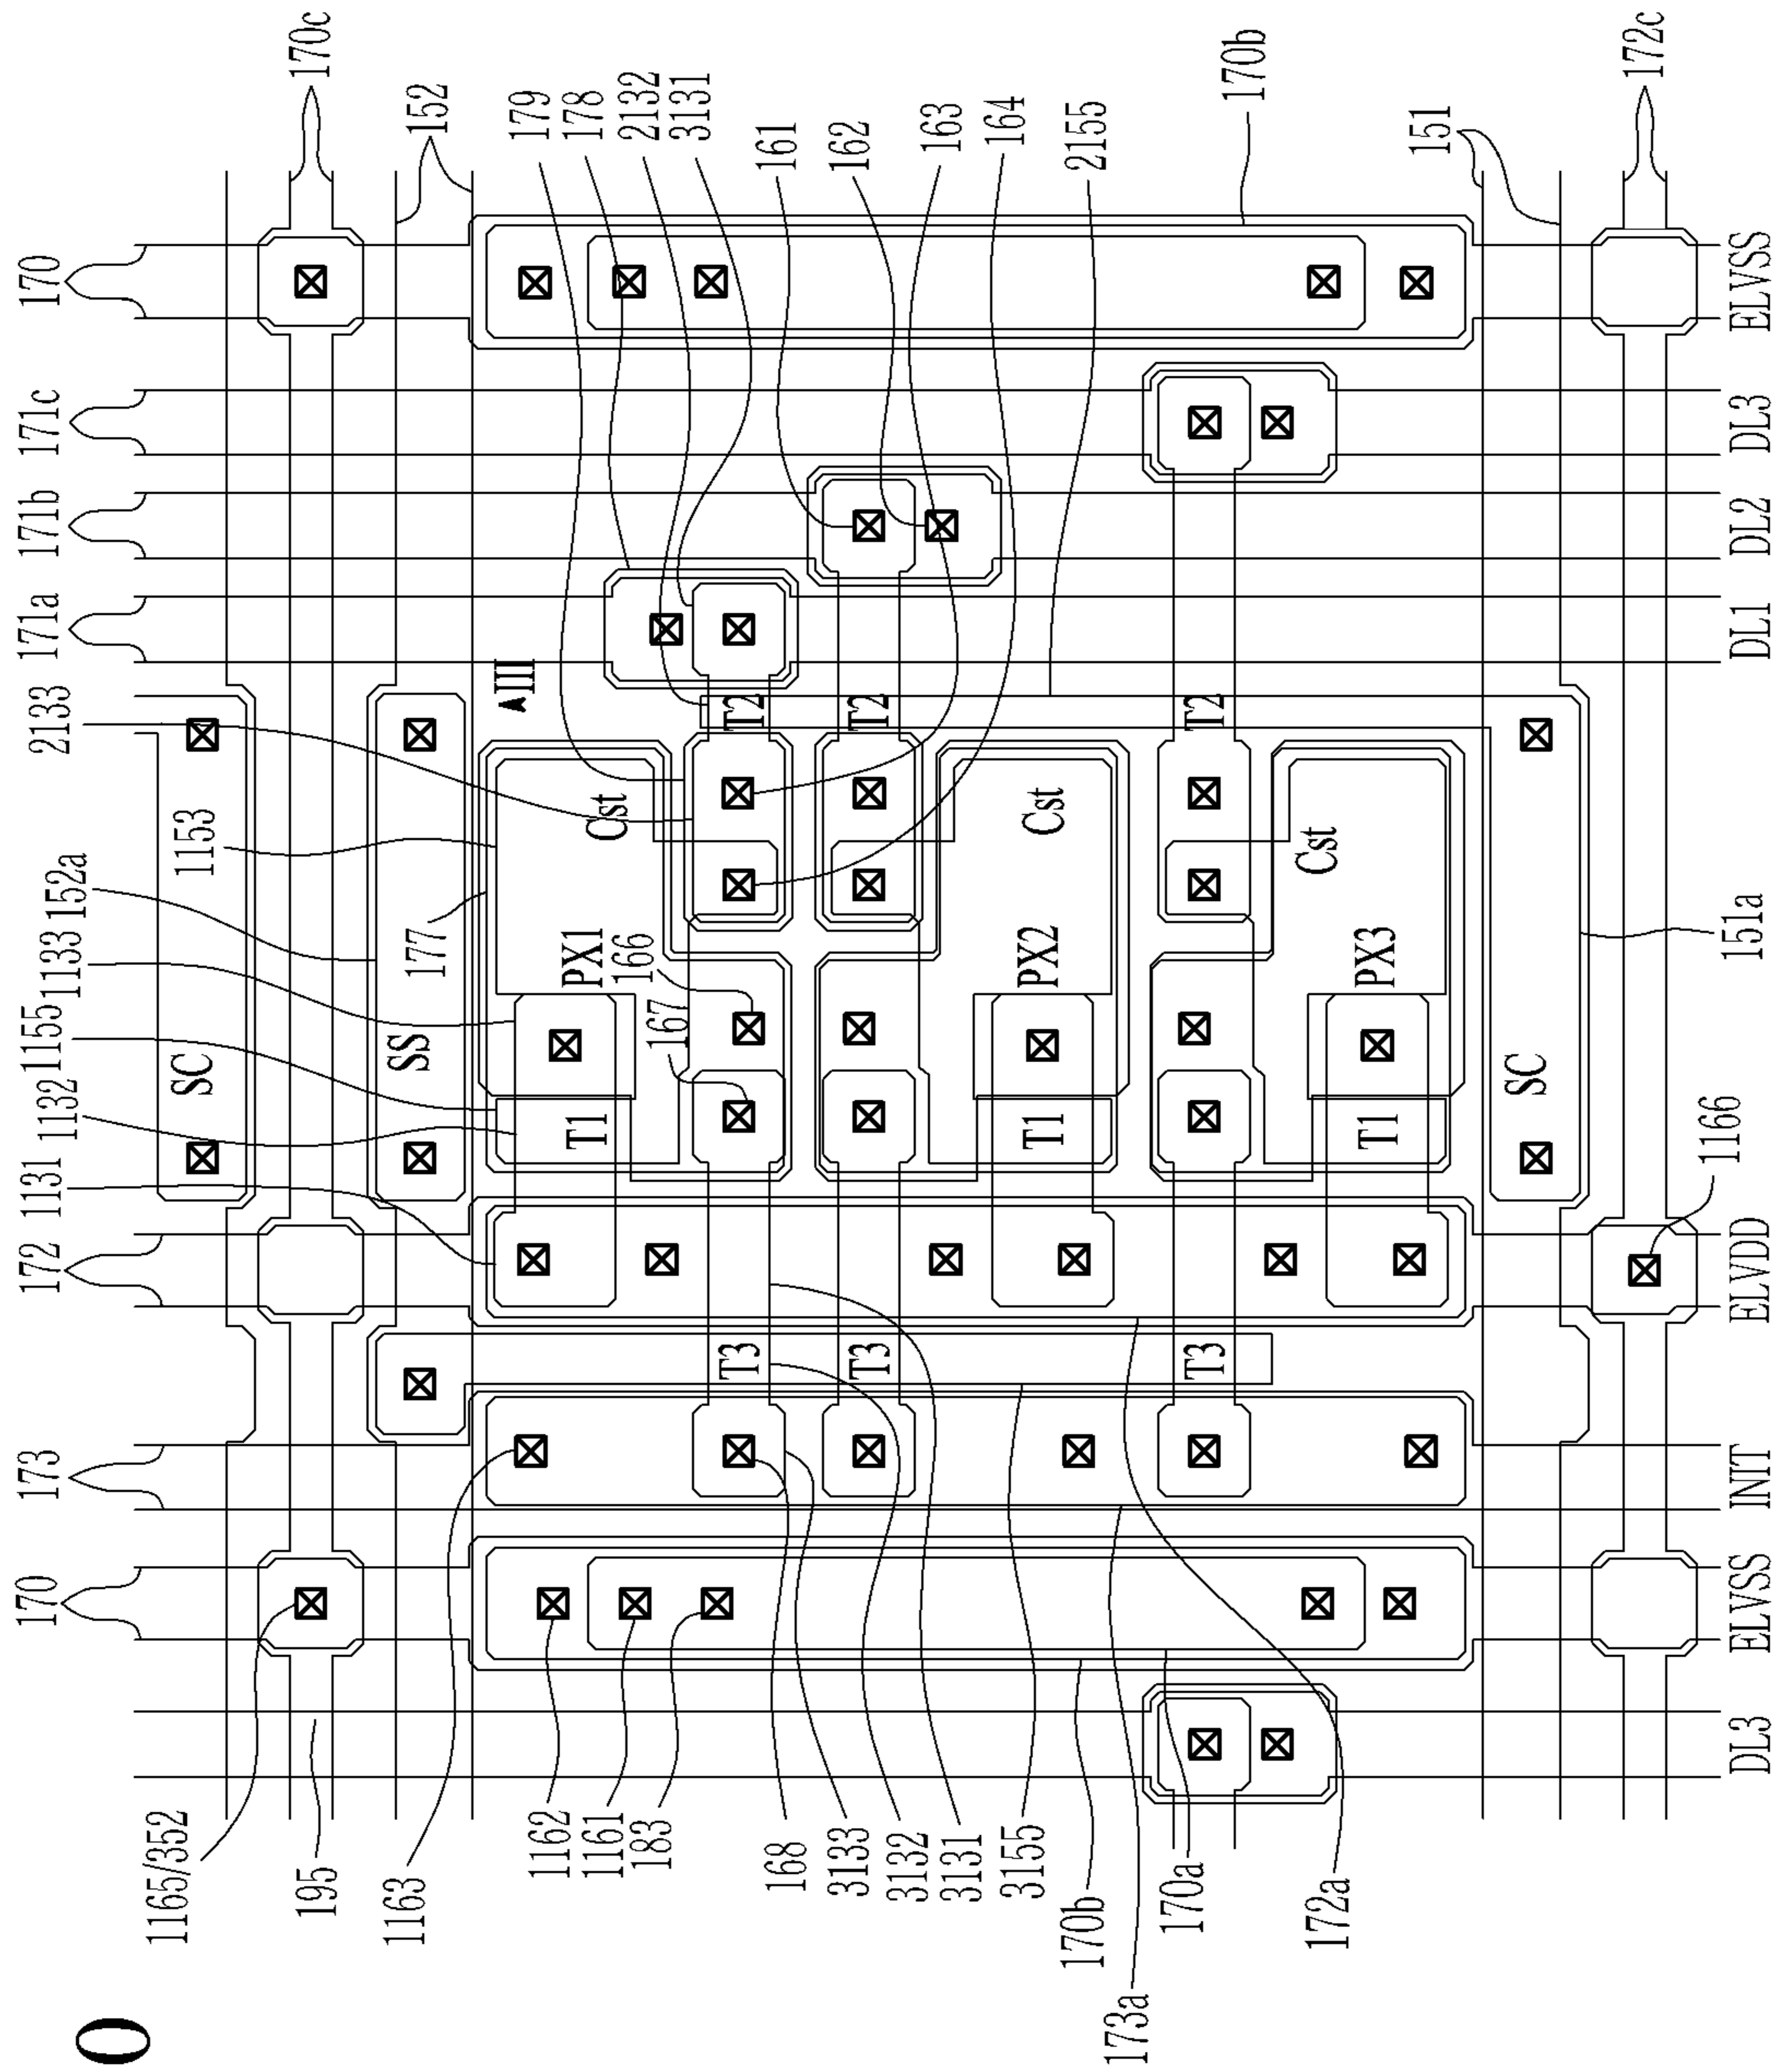 170
171c
171b
171a
2133
1153
152a
1133
1155
1132
1131
172
173
170
170c
152
179
178
2132
3131
161
162
163
164
2155
170b
151
172c
SC
SS
177
AIII
Cst
PX1
166
167
T1
T2
T2
T2
Cst
PX2
T1
Cst
PX3
T1
T3
T3
T3
SC
151a
1166
ELVSS
DL3
DL2
DL1
ELVDD
INIT
ELVSS
DL3
1165/352
195
1163
1162
1161
183
168
3133
3132
3131
3155
170b
173a
170a
172a
O